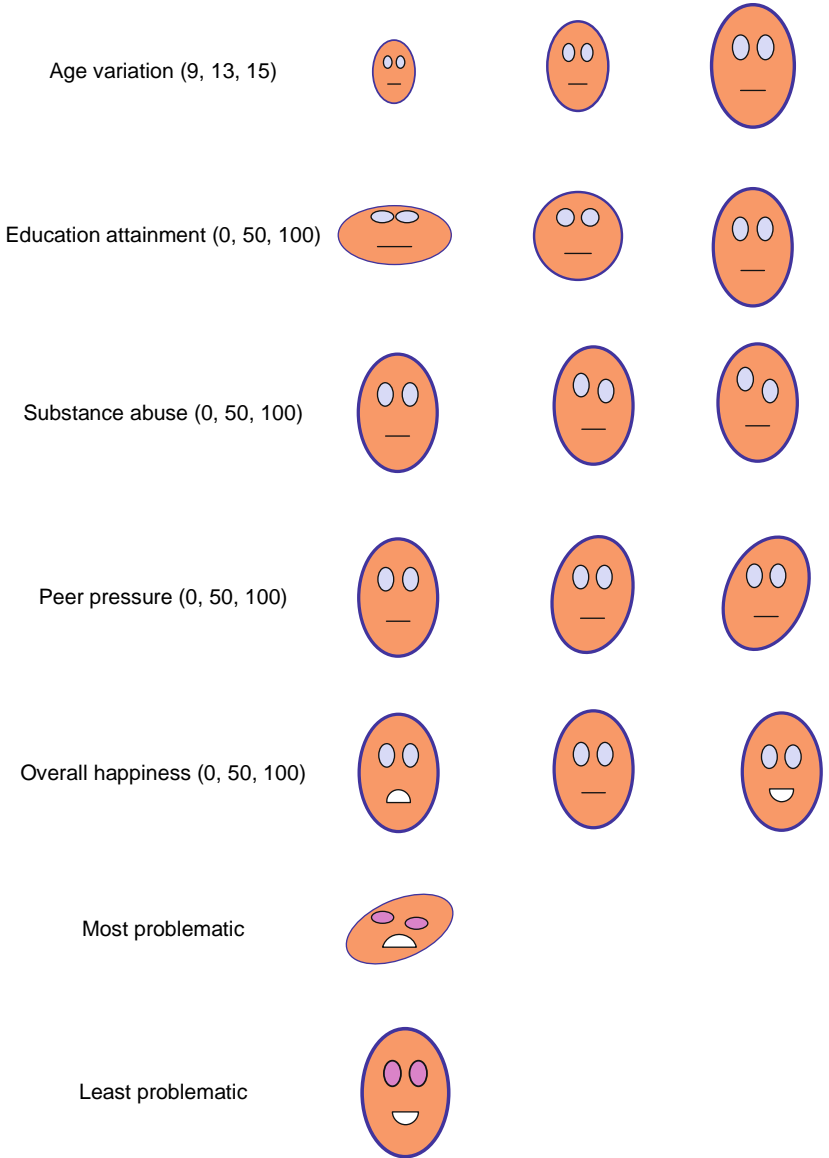 Age variation (9, 13, 15)
Education attainment (0, 50, 100)
Substance abuse (0, 50, 100)
Peer pressure (0, 50, 100)
Overall happiness (0, 50, 100)
Most problematic
Least problematic